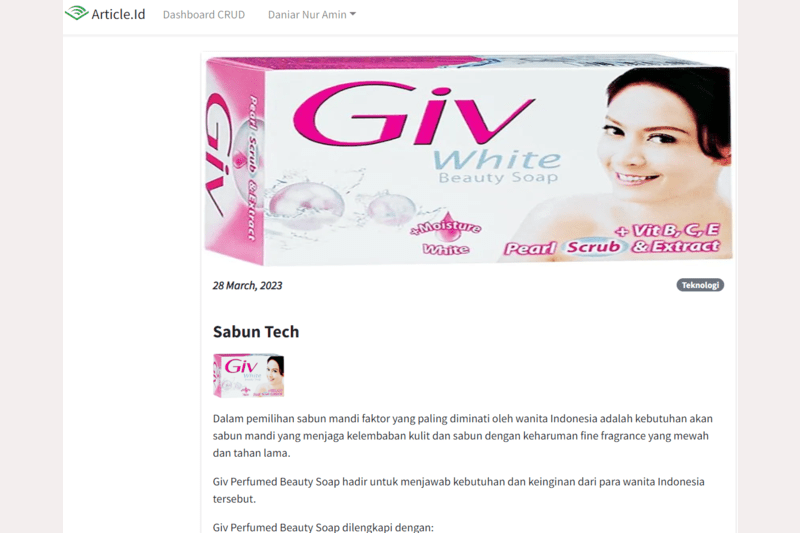 Article.Id Dashboard CRUD Daniar Nur Amin
Giv
Pearl Scrub & Extract
Giv
White
Beauty Soap
+Moisture
White
+ Vit B, C, E
Pearl Scrub & Extract
28 March, 2023 Teknologi
Sabun Tech
Giv
Dalam pemilihan sabun mandi faktor yang paling diminati oleh wanita Indonesia adalah kebutuhan akan
sabun mandi yang menjaga kelembaban kulit dan sabun dengan keharuman fine fragrance yang mewah
dan tahan lama.
Giv Perfumed Beauty Soap hadir untuk menjawab kebutuhan dan keinginan dari para wanita Indonesia
tersebut.
Giv Perfumed Beauty Soap dilengkapi dengan: